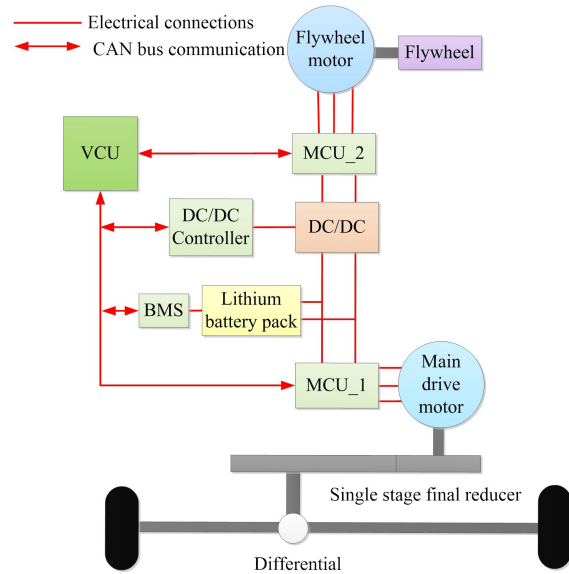 Electrical connections
CAN bus communication
Flywheel
motor
Flywheel
VCU
MCU_2
DC/DC
Controller
DC/DC
BMS
Lithium
battery pack
MCU_1
Main
drive
motor
Single stage final reducer
Differential